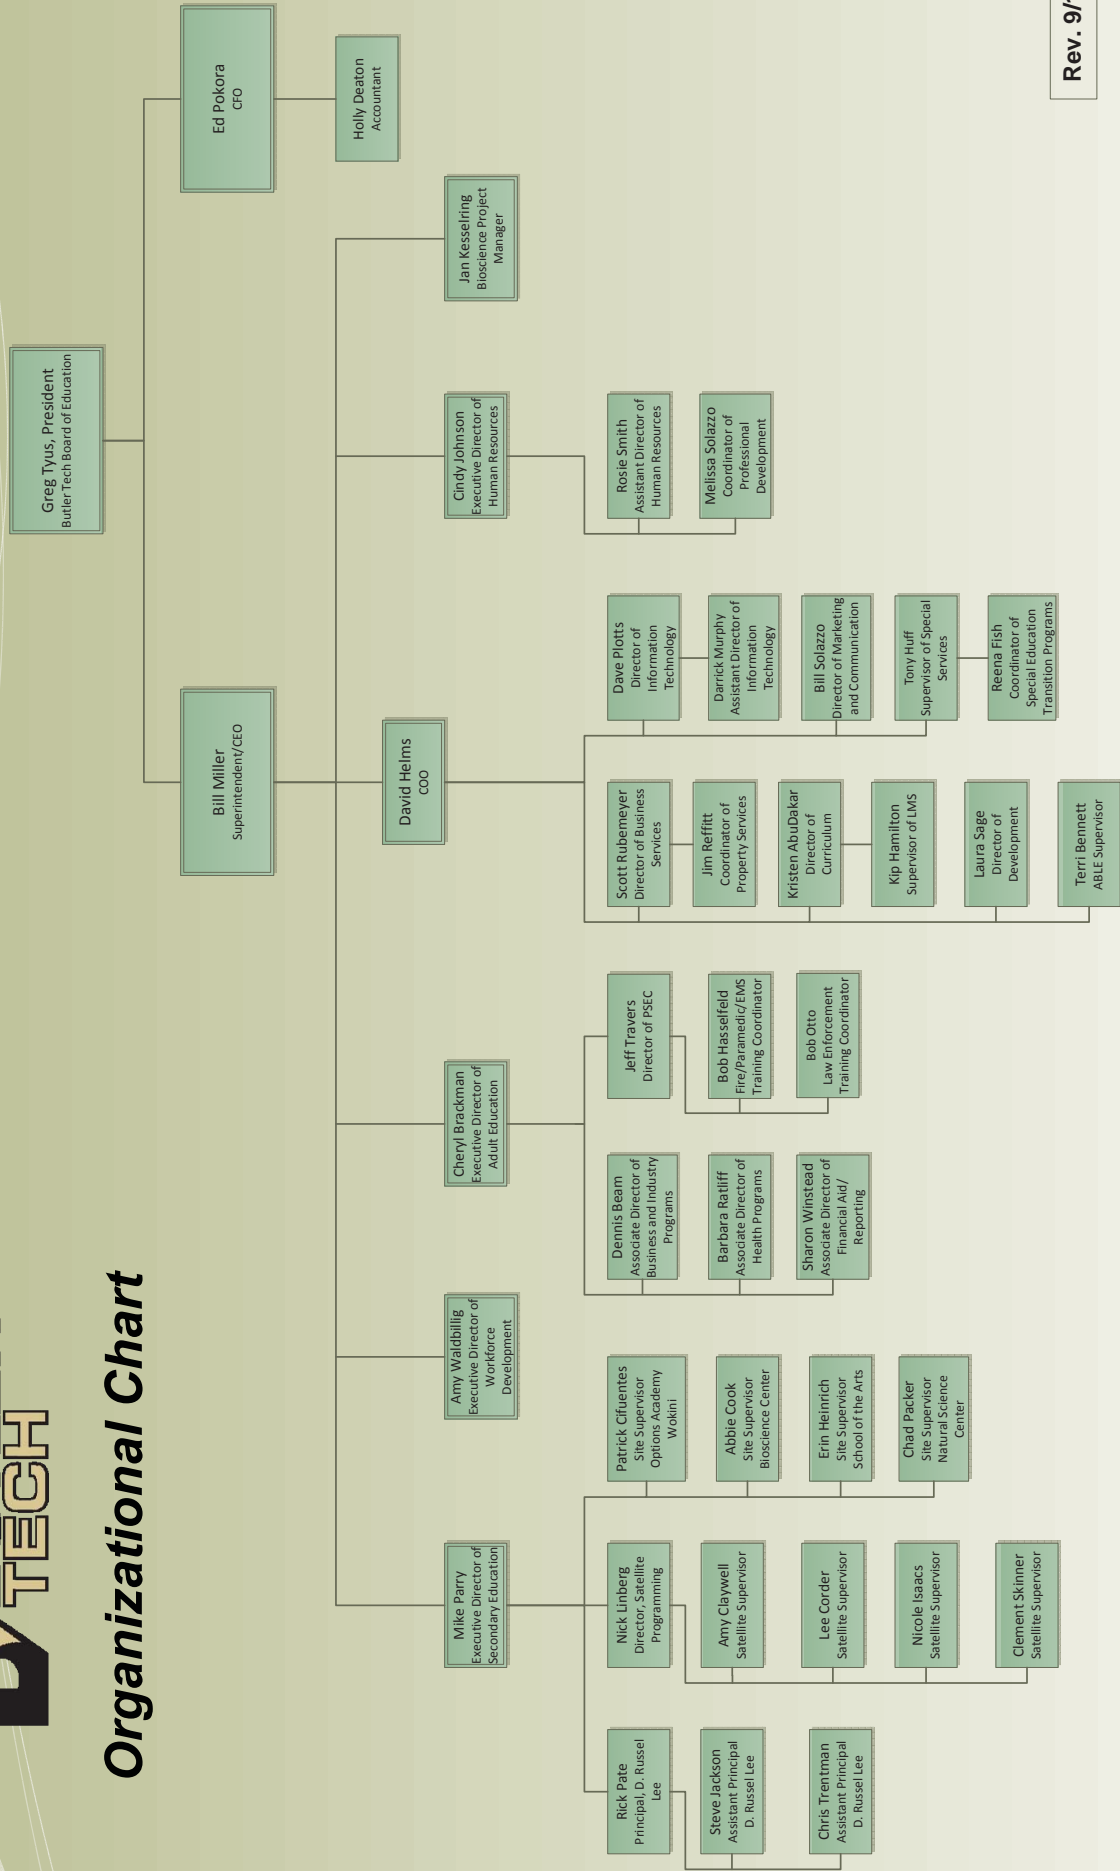 TECH
Organizational Chart
Greg Tyus, President
Butler Tech Board of Education
Bill Miller
Superintendent/CEO
Ed Pokora
CFO
Holly Deaton
Accountant
David Helms
COO
Mike Parry
Executive Director of
Secondary Education
Amy Waldbillig
Executive Director of
Workforce
Development
Cheryl Brackman
Executive Director of
Adult Education
Cindy Johnson
Executive Director of
Human Resources
Jan Kesselring
Bioscience Project
Manager
Rick Pate
Principal, D. Russel
Lee
Steve Jackson
Assistant Principal
D. Russel Lee
Chris Trentman
Assistant Principal
D. Russel Lee
Nick Linberg
Director, Satellite
Programming
Amy Claywell
Satellite Supervisor
Lee Corder
Satellite Supervisor
Nicole Isaacs
Satellite Supervisor
Clement Skinner
Satellite Supervisor
Patrick Cifuentes
Site Supervisor
Options Academy
Wokini
Abbie Cook
Site Supervisor
Bioscience Center
Erin Heinrich
Site Supervisor
School of the Arts
Chad Packer
Site Supervisor
Natural Science
Center
Dennis Beam
Associate Director of
Business and Industry
Programs
Barbara Ratliff
Associate Director of
Health Programs
Sharon Winstead
Associate Director of
Financial Aid/
Reporting
Jeff Travers
Director of PSEC
Bob Hasselfeld
Fire/Paramedic/EMS
Training Coordinator
Bob Otto
Law Enforcement
Training Coordinator
Scott Rubemeyer
Director of Business
Services
Jim Reffitt
Coordinator of
Property Services
Kristen AbuDakar
Director of
Curriculum
Kip Hamilton
Supervisor of LMS
Laura Sage
Director of
Development
Terri Bennett
ABLE Supervisor
Dave Plotts
Director of
Information
Technology
Darrick Murphy
Assistant Director of
Information
Technology
Bill Solazzo
Director of Marketing
and Communication
Tony Huff
Supervisor of Special
Services
Reena Fish
Coordinator of
Special Education
Transition Programs
Rosie Smith
Assistant Director of
Human Resources
Melissa Solazzo
Coordinator of
Professional
Development
Rev. 9/